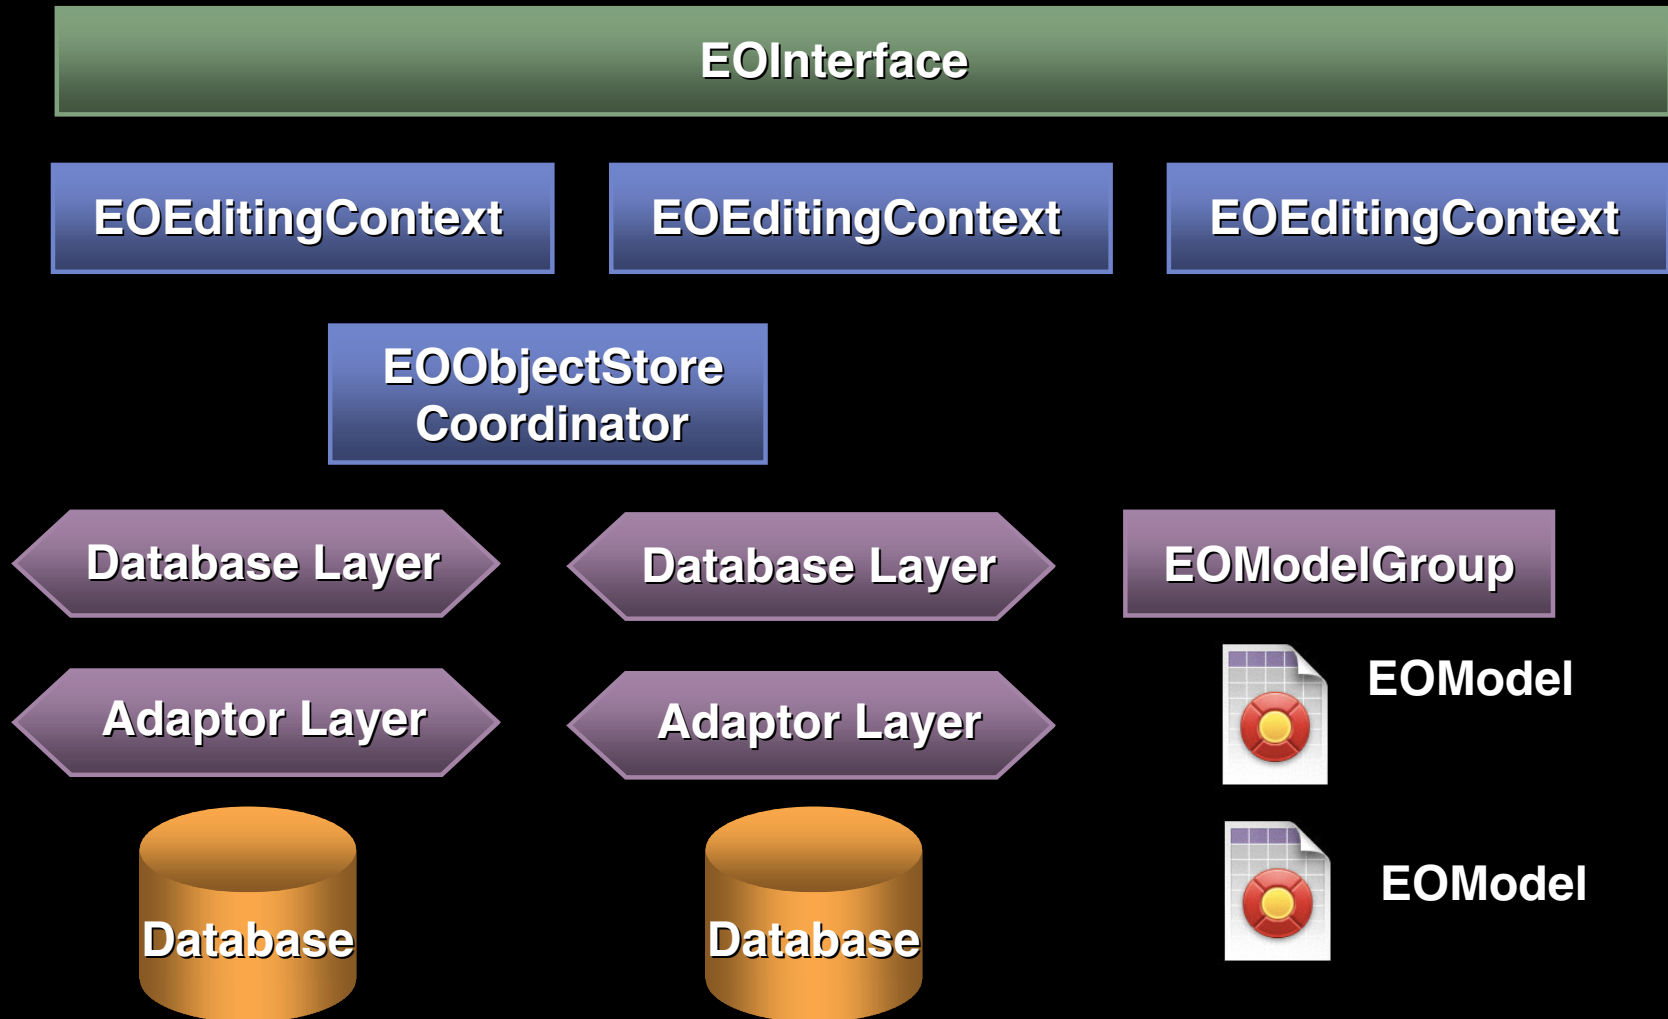 EOInterface
EOEditingContext
EOEditingContext
EOEditingContext
EOObjectStore
Coordinator
Database Layer
Database Layer
EOModelGroup
EOModel
Adaptor Layer
Adaptor Layer
EOModel
Database
Database